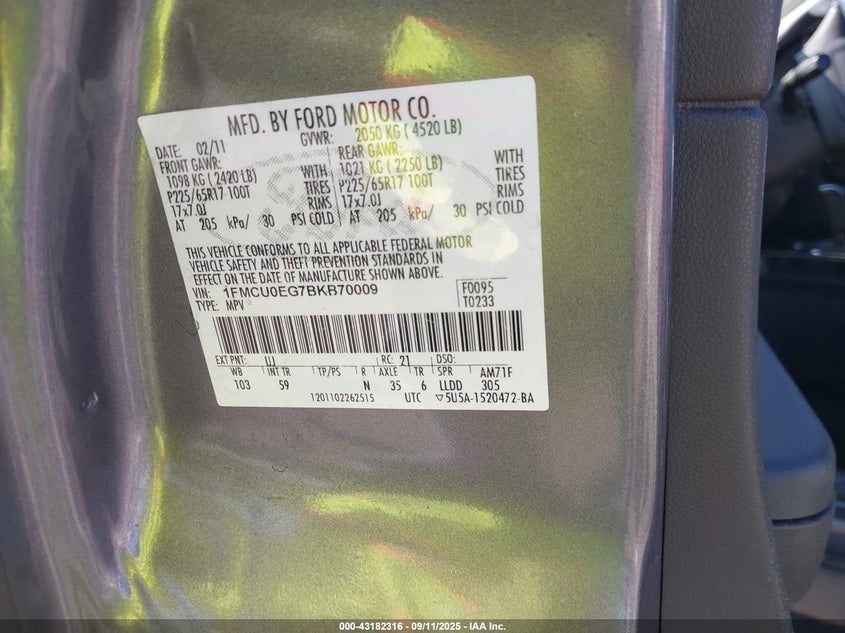 MFD. BY FORD MOTOR CO.
DATE: 02/11 GVWR: 2050 KG ( 4520 LB)
FRONT GAWR: REAR GAWR:
1098 KG ( 2420 LB) WITH 1021 KG ( 2250 LB) WITH
P225/65R17 100T TIRES P225/65R17 100T TIRES
17x7.0J RIMS 17x7.0J RIMS
AT 205 kPa/ 30 PSI COLD AT 205 kPa/ 30 PSI COLD
THIS VEHICLE CONFORMS TO ALL APPLICABLE FEDERAL MOTOR
VEHICLE SAFETY AND THEFT PREVENTION STANDARDS IN
EFFECT ON THE DATE OF MANUFACTURE SHOWN ABOVE.
VIN: 1FMCU0EG7BKB70009 F0095
TYPE: MPV T0233
EXT PNT: UJ RC: 21 DSO:
WB INT TR TP/PS R AXLE TR SPR AM71F
103 59 N 35 6 LLDD 305
1201102262515 UTC ▽5U5A-1520472-BA
000-43182316 - 09/11/2025 - IAA Inc.